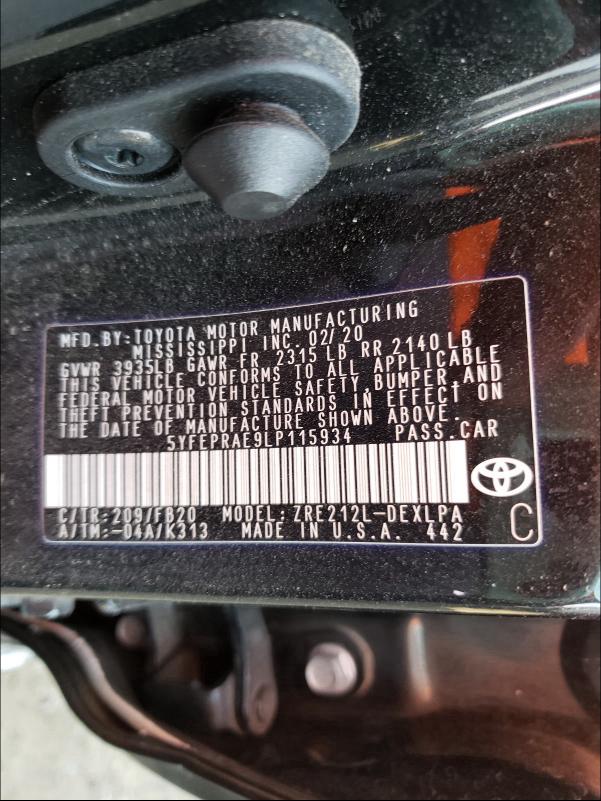 MFD.BY:TOYOTA MOTOR MANUFACTURING
MISSISSIPPI INC. 02/20
GVWR 3935LB GAWR FR 2315 LB RR 2140 LB
THIS VEHICLE CONFORMS TO ALL APPLICABLE
FEDERAL MOTOR VEHICLE SAFETY,BUMPER,AND
THEFT PREVENTION STANDARDS IN EFFECT ON
THE DATE OF MANUFACTURE SHOWN ABOVE.
5YFEPRAE9LP115934 PASS.CAR
C/TR:209/FB20 MODEL:ZRE212L-DEXLPA
A/TM:-04A/K313 MADE IN U.S.A. 442
C